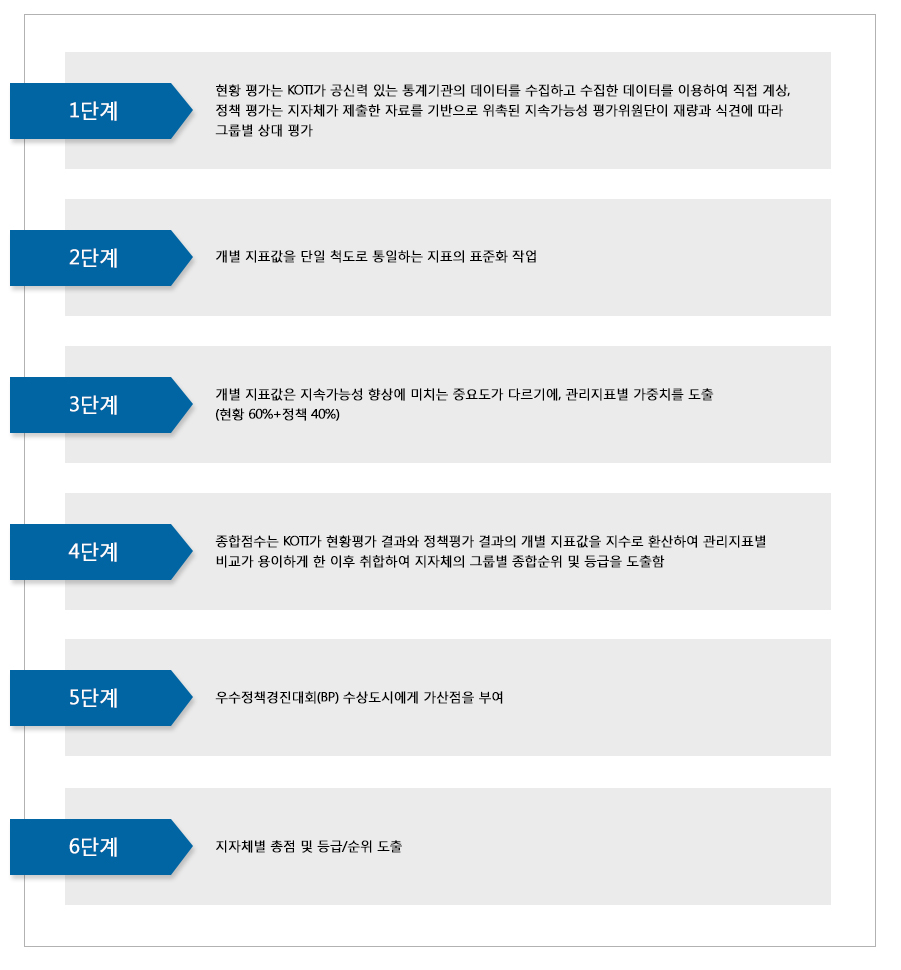 1단계
현황 평가는 KOTI가 공신력 있는 통계기관의 데이터를 수집하고 수집한 데이터를 이용하여 직접 계상,
정책 평가는 지자체가 제출한 자료를 기반으로 위촉된 지속가능성 평가위원단이 재량과 식견에 따라
그룹별 상대 평가
2단계
개별 지표값을 단일 척도로 통일하는 지표의 표준화 작업
3단계
개별 지표값은 지속가능성 향상에 미치는 중요도가 다르기에, 관리지표별 가중치를 도출
(현황 60%+정책 40%)
4단계
종합점수는 KOTI가 현황평가 결과와 정책평가 결과의 개별 지표값을 지수로 환산하여 관리지표별
비교가 용이하게 한 이후 취합하여 지자체의 그룹별 종합순위 및 등급을 도출함
5단계
우수정책경진대회(BP) 수상도시에게 가산점을 부여
6단계
지자체별 총점 및 등급/순위 도출